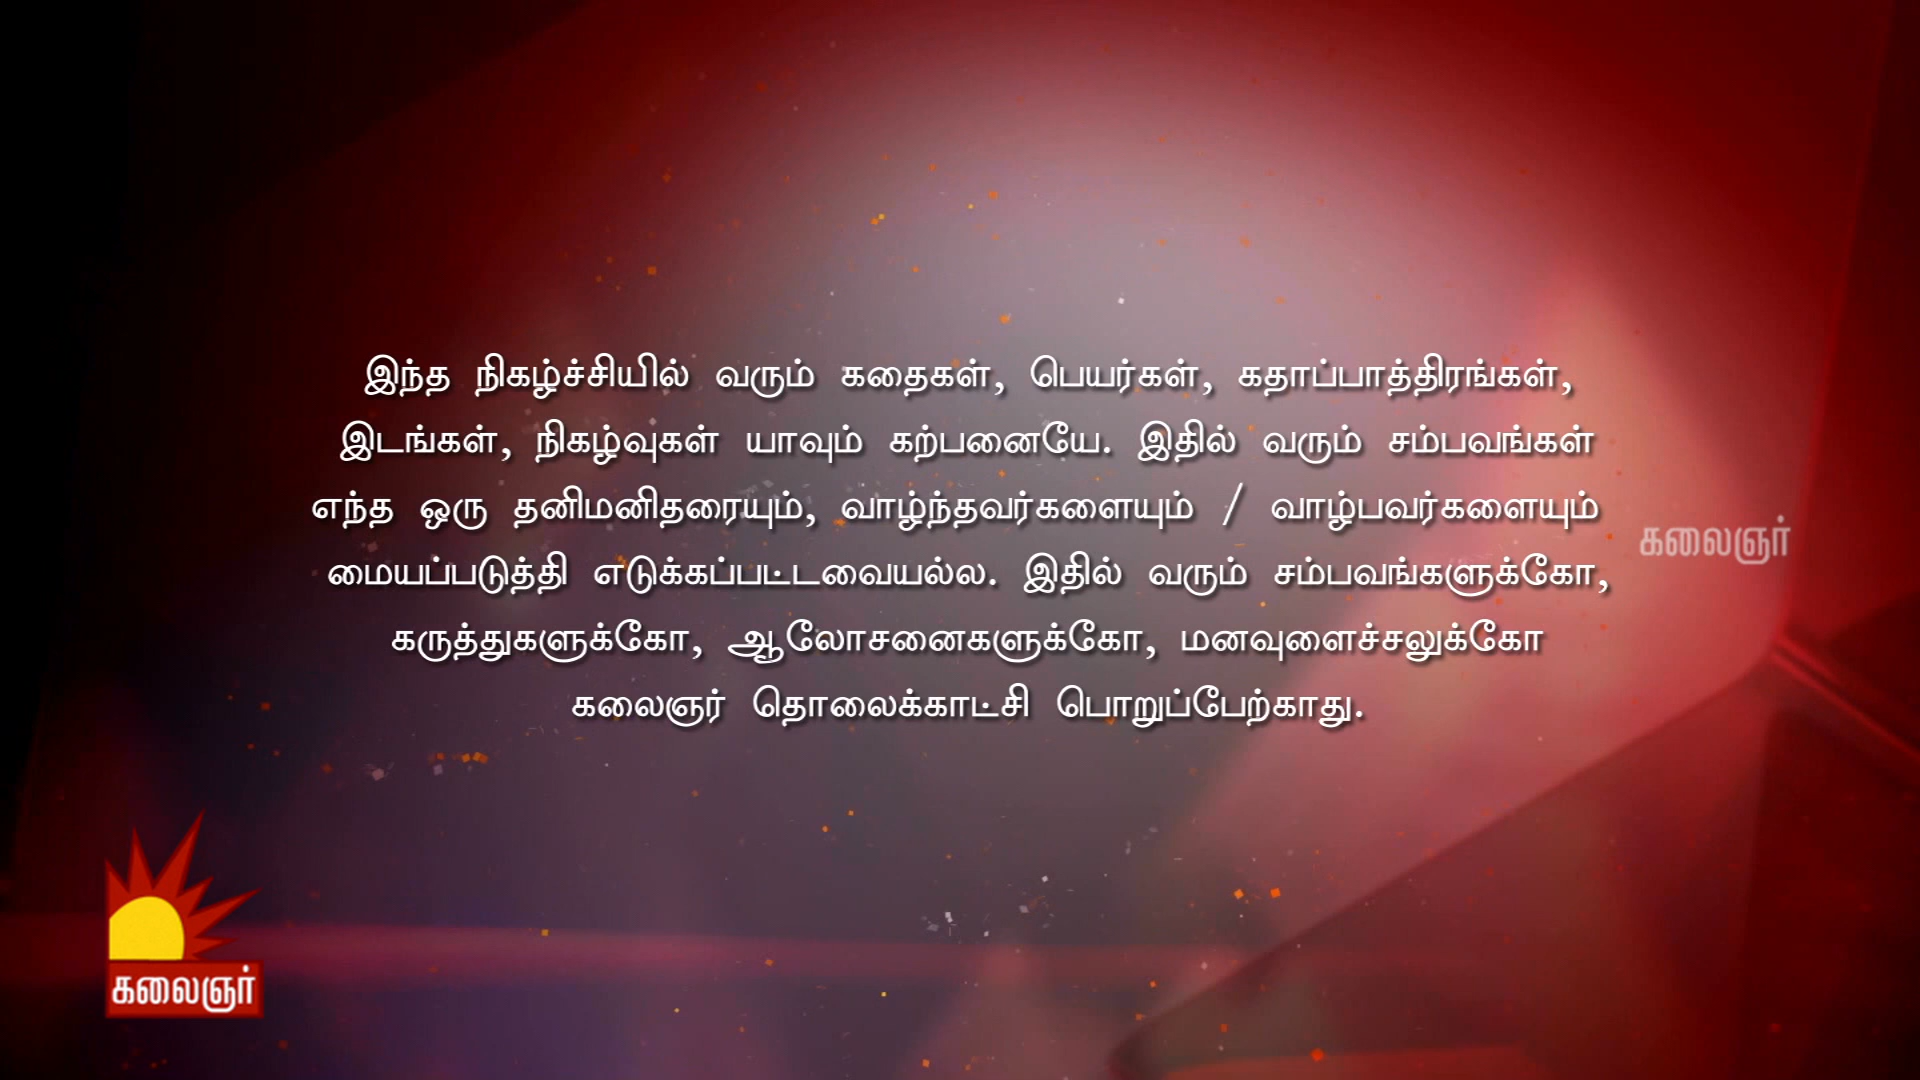 இந்த நிகழ்ச்சியில் வரும் கதைகள், பெயர்கள், கதாப்பாத்திரங்கள்,
இடங்கள், நிகழ்வுகள் யாவும் கற்பனையே. இதில் வரும் சம்பவங்கள்
எந்த ஒரு தனிமனிதரையும், வாழ்ந்தவர்களையும் / வாழ்பவர்களையும்
மையப்படுத்தி எடுக்கப்பட்டவையல்ல. இதில் வரும் சம்பவங்களுக்கோ,
கருத்துகளுக்கோ, ஆலோசனைகளுக்கோ, மனவுளைச்சலுக்கோ
கலைஞர் தொலைக்காட்சி பொறுப்பேற்காது.
கலைஞர்
கலைஞர்